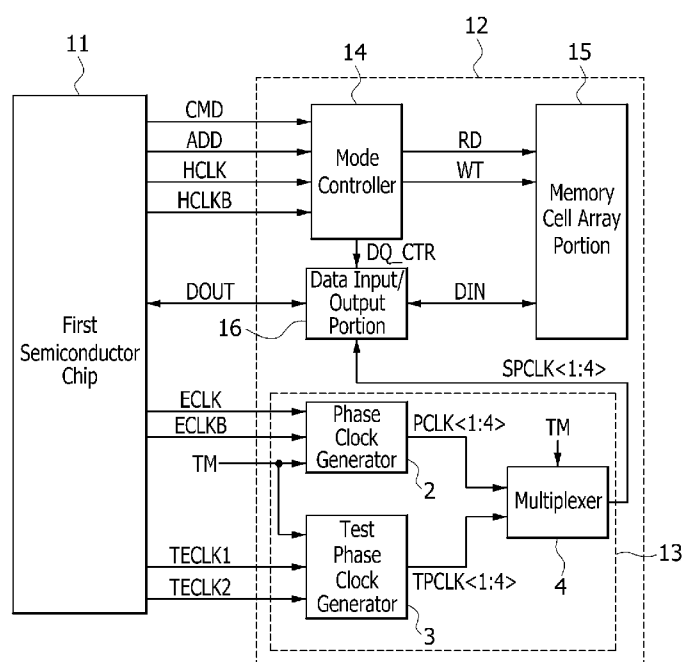 11
12
14
15
First
Semiconductor
Chip
CMD
ADD
HCLK
HCLKB
Mode
Controller
RD
WT
Memory
Cell Array
Portion
DQ_CTR
DOUT
Data Input/
Output
Portion
16
DIN
SPCLK<1:4>
ECLK
ECLKB
TM
Phase
Clock
Generator
2
PCLK<1:4>
TM
Multiplexer
4
13
TECLK1
TECLK2
Test
Phase
Clock
Generator
3
TPCLK<1:4>